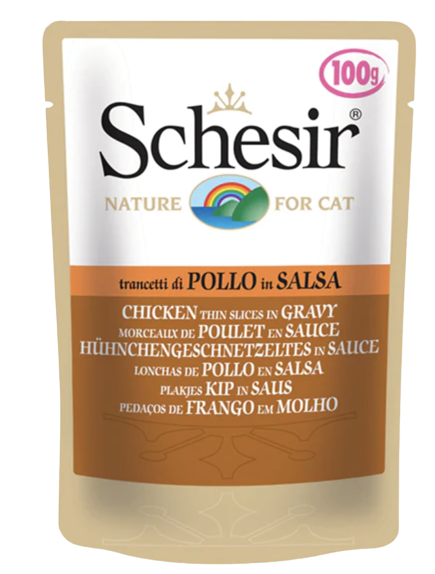 100g
Schesir®
NATURE FOR CAT
trancetti di POLLO in SALSA
CHICKEN THIN SLICES IN GRAVY
MORCEAUX DE POULET EN SAUCE
HÜHNCHENGESCHNETZELTES IN SAUCE
LONCHAS DE POLLO EN SALSA
PLAKJES KIP IN SAUS
PEDAÇOS DE FRANGO EM MOLHO